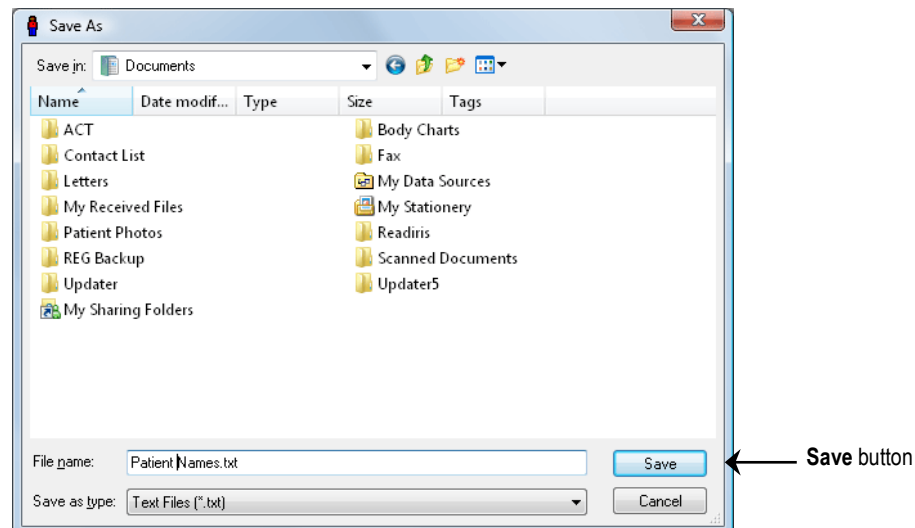 Save As
Save in: Documents
Name Date modif... Type Size Tags
ACT Body Charts
Contact List Fax
Letters My Data Sources
My Received Files My Stationery
Patient Photos Readiris
REG Backup Scanned Documents
Updater Updater5
My Sharing Folders
File name: Patient Names.txt Save
Save button
Save as type: Text Files (*.txt) Cancel